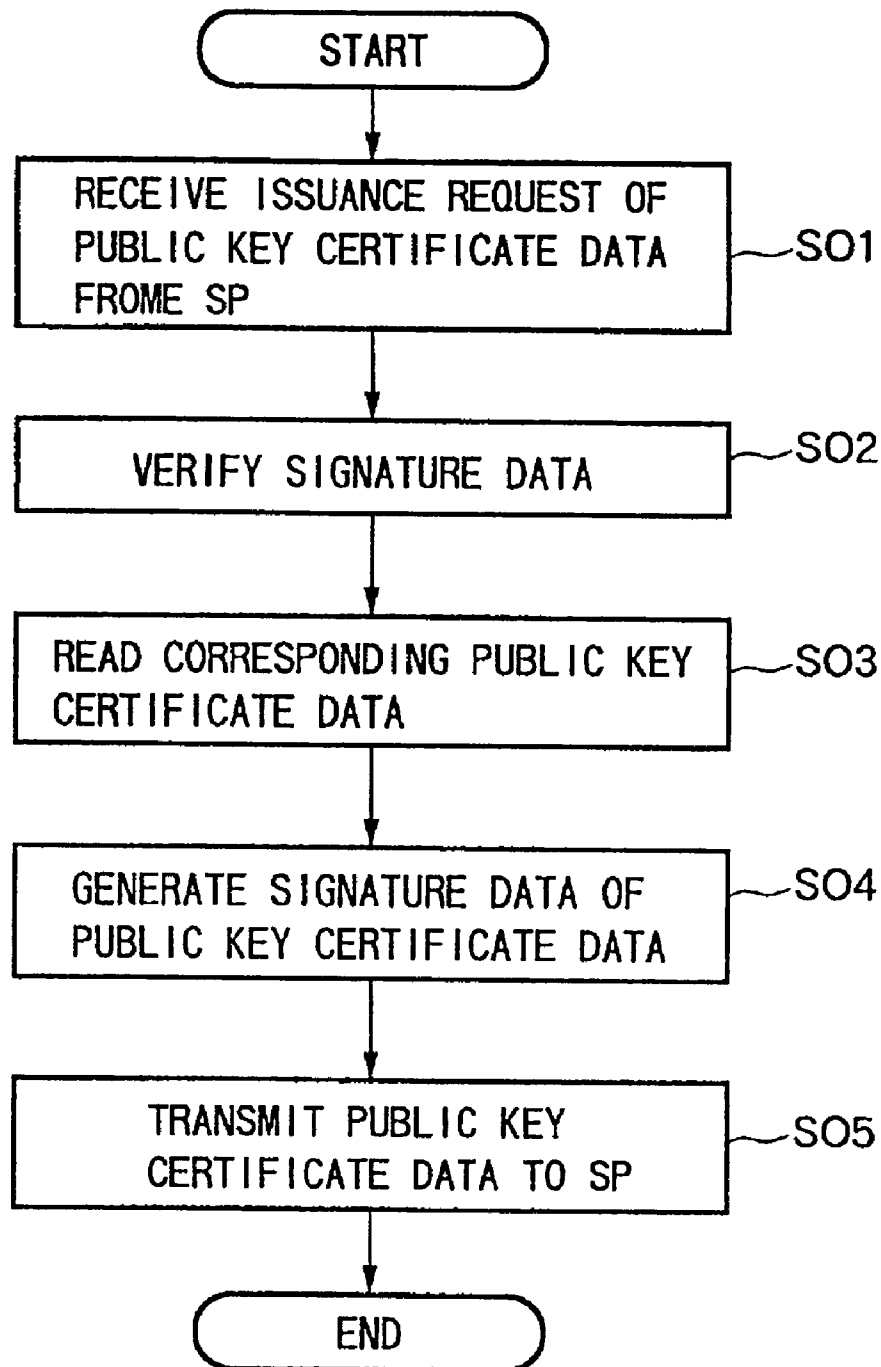 START
RECEIVE ISSUANCE REQUEST OF
PUBLIC KEY CERTIFICATE DATA
FROME SP
SO1
VERIFY SIGNATURE DATA
SO2
READ CORRESPONDING PUBLIC KEY
CERTIFICATE DATA
SO3
GENERATE SIGNATURE DATA OF
PUBLIC KEY CERTIFICATE DATA
SO4
TRANSMIT PUBLIC KEY
CERTIFICATE DATA TO SP
SO5
END